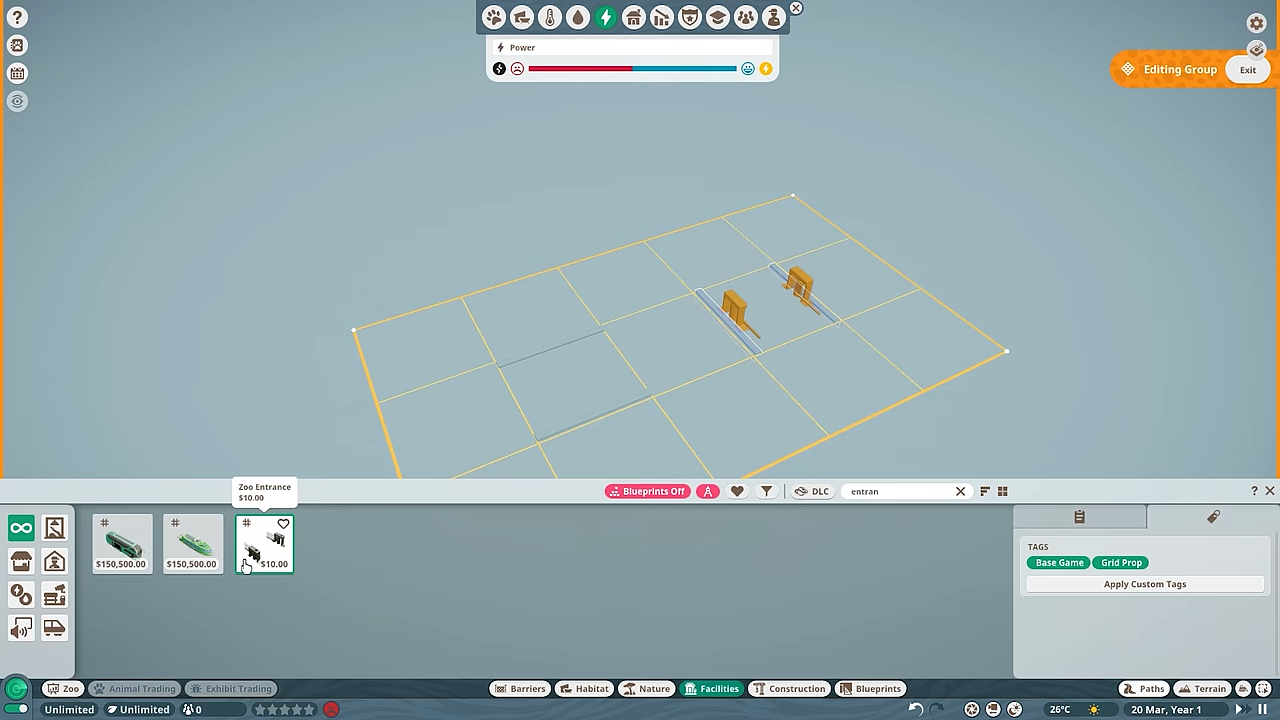 ?
Power
Editing Group
Exit
Zoo Entrance
$10.00
Blueprints Off
DLC
entran
?
$150,500.00
$150,500.00
$10.00
TAGS
Base Game
Grid Prop
Apply Custom Tags
Zoo
Animal Trading
Exhibit Trading
Barriers
Habitat
Nature
Facilities
Construction
Blueprints
Paths
Terrain
Unlimited
Unlimited
0
26°C
20 Mar, Year 1